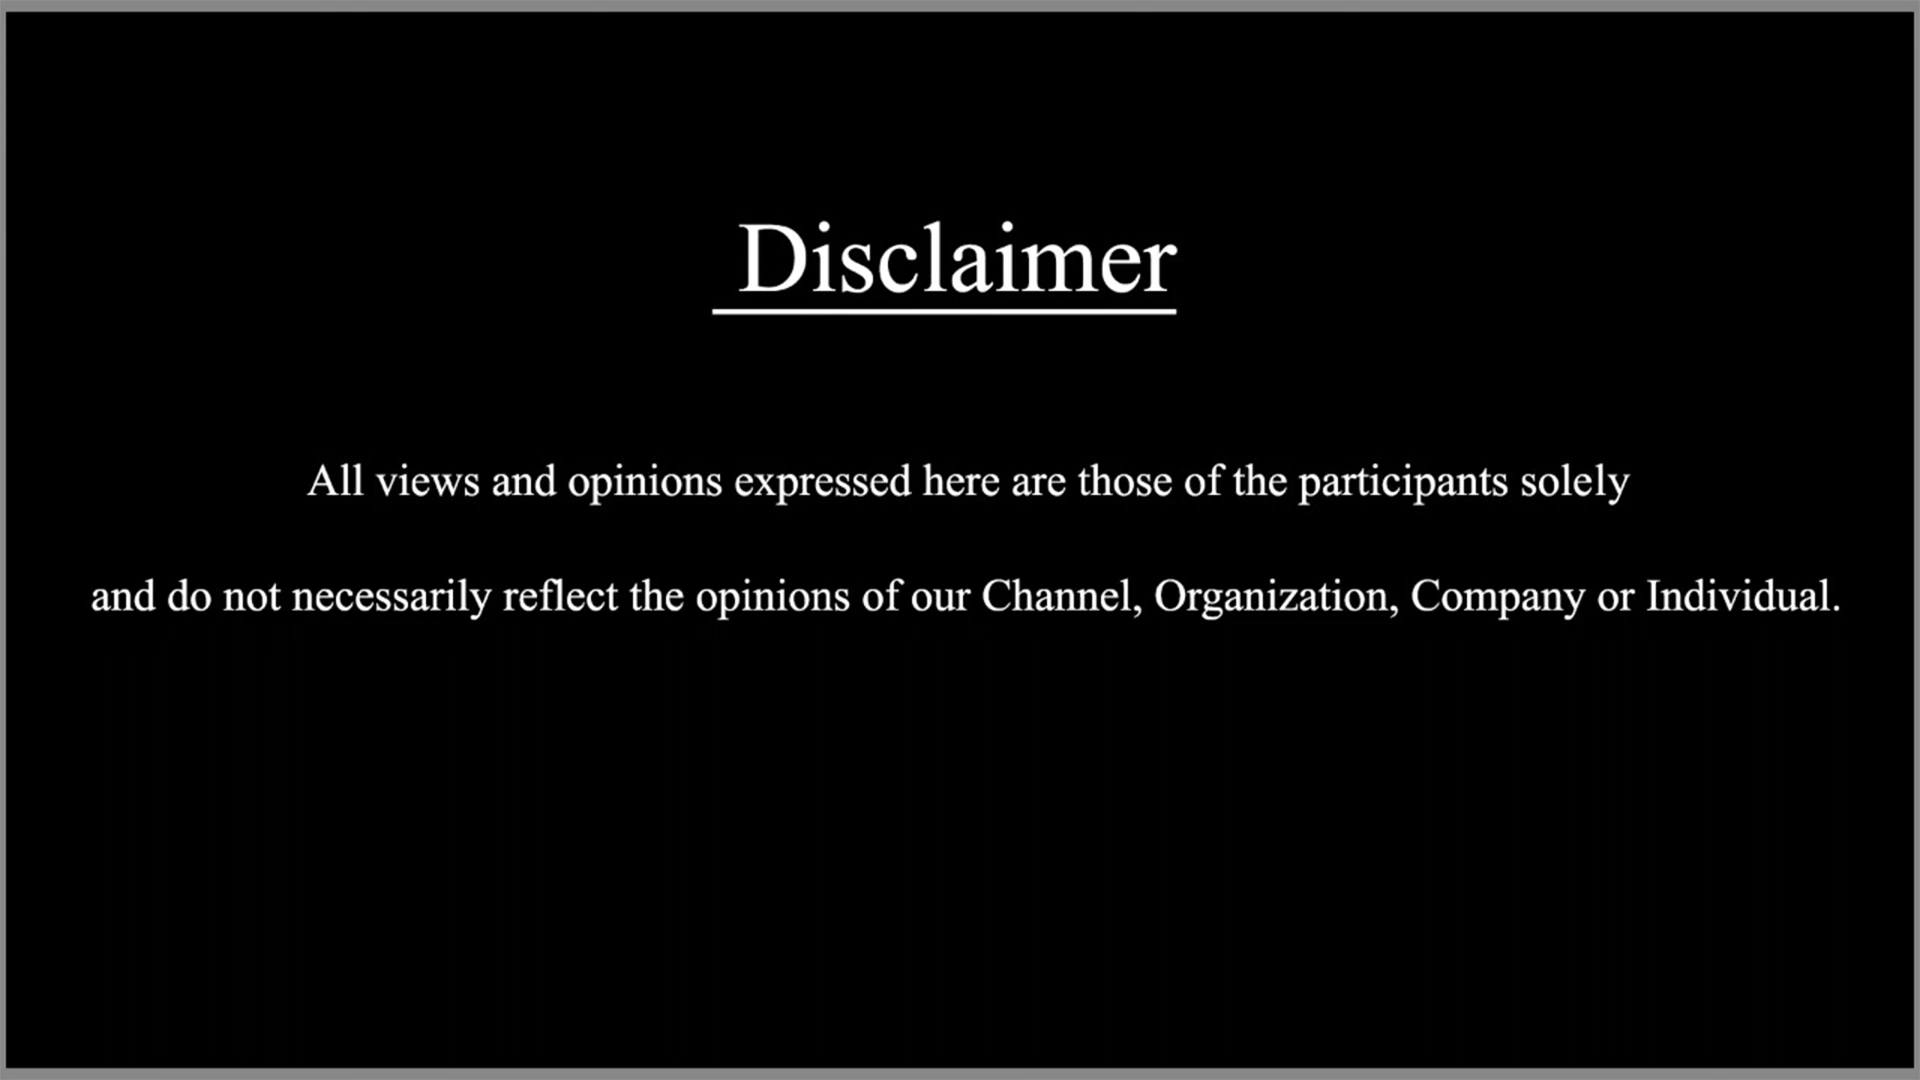 Disclaimer
All views and opinions expressed here are those of the participants solely
and do not necessarily reflect the opinions of our Channel, Organization, Company or Individual.